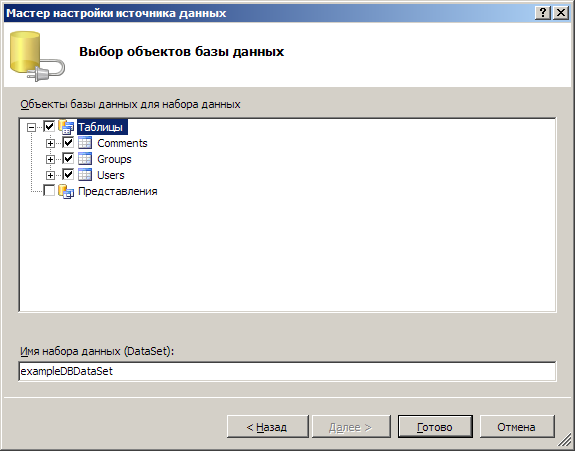 Мастер настройки источника данных
Выбор объектов базы данных
Объекты базы данных для набора данных
Таблицы
Comments
Groups
Users
Представления
Имя набора данных (DataSet):
exampleDBDataSet
< Назад Далее > Готово Отмена